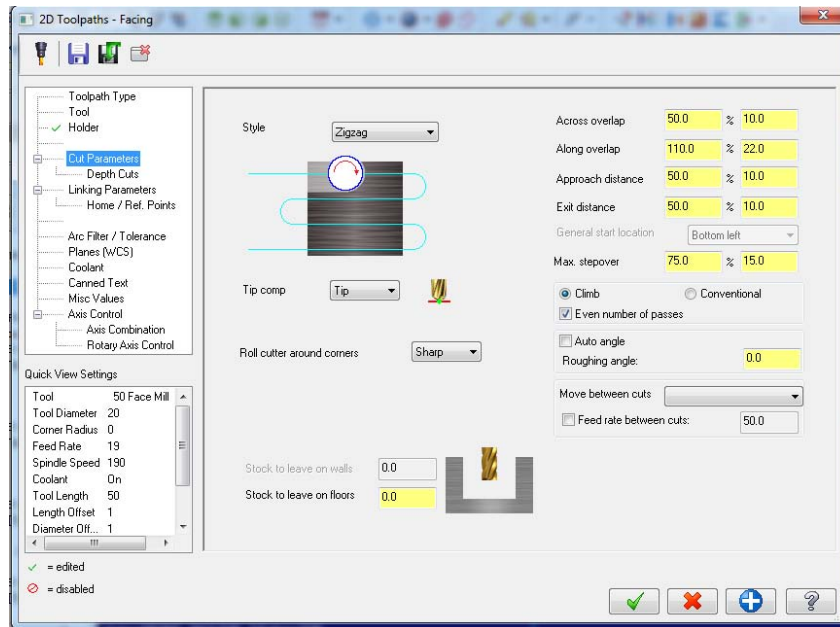 2D Toolpaths - Facing
Toolpath Type
Tool
Holder
Cut Parameters
Depth Cuts
Linking Parameters
Home / Ref. Points
Arc Filter / Tolerance
Planes (WCS)
Coolant
Canned Text
Misc Values
Axis Control
Axis Combination
Rotary Axis Control
Quick View Settings
Tool 50 Face Mill
Tool Diameter 20
Corner Radius 0
Feed Rate 19
Spindle Speed 190
Coolant On
Tool Length 50
Length Offset 1
Diameter Off... 1
= edited
= disabled
Style Zigzag
Tip comp Tip
Roll cutter around corners Sharp
Stock to leave on walls 0.0
Stock to leave on floors 0.0
Across overlap 50.0 % 10.0
Along overlap 110.0 % 22.0
Approach distance 50.0 % 10.0
Exit distance 50.0 % 10.0
General start location Bottom left
Max. stepover 75.0 % 15.0
Climb Conventional
Even number of passes
Auto angle
Roughing angle: 0.0
Move between cuts
Feed rate between cuts: 50.0